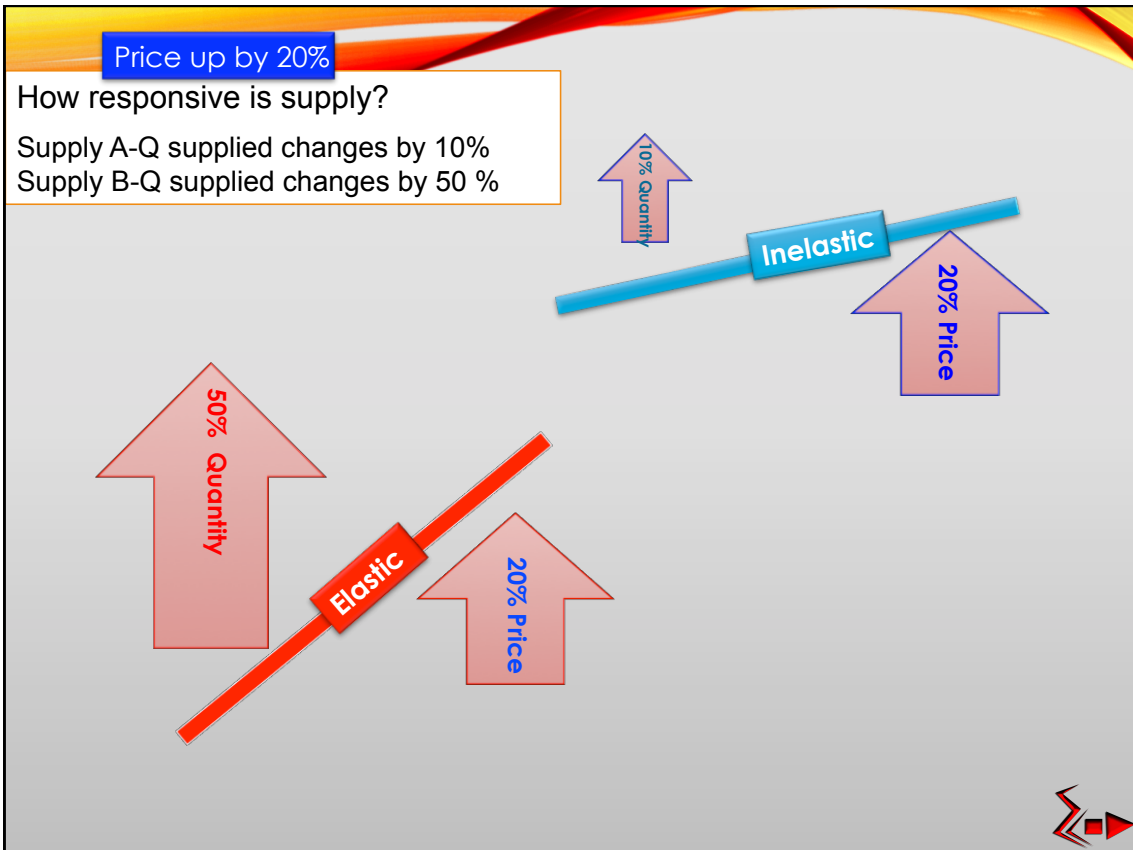 Price up by 20%
How responsive is supply?
Supply A-Q supplied changes by 10%
Supply B-Q supplied changes by 50 %
10% Quantity
Inelastic
20% Price
50% Quantity
Elastic
20% Price